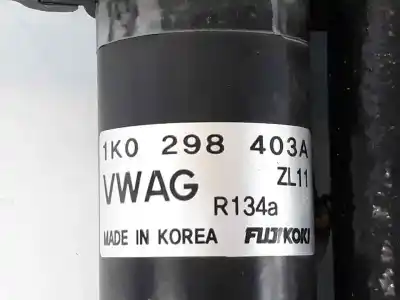 1K0 298 403A
VWAG ZL11
R134a
MADE IN KOREA FUJIKOKI